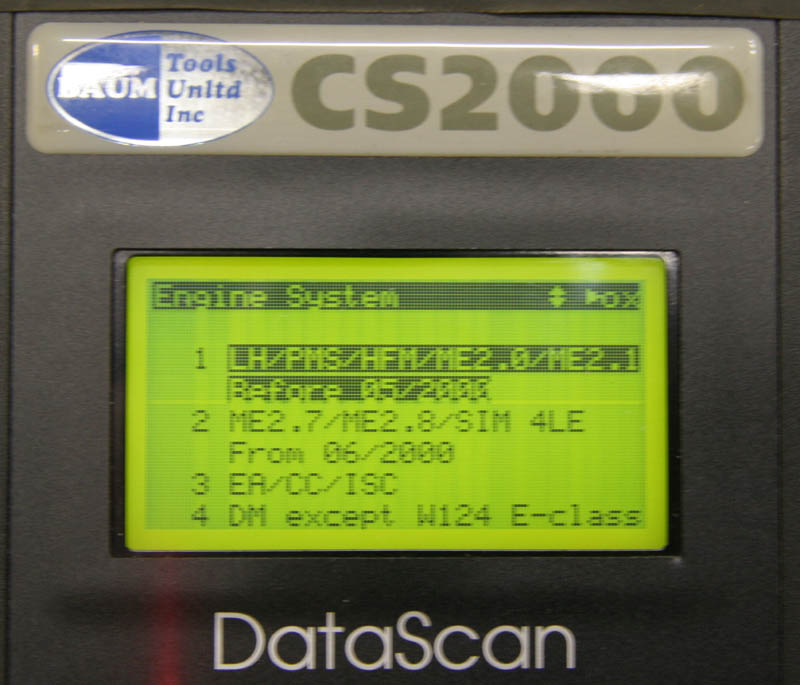 BAUM Tools
Unltd
Inc
CS2000
Engine System
1 LH/PMS/HFM/ME2.0/ME2.1
Before 05/200X
2 ME2.7/ME2.8/SIM 4LE
From 06/2000
3 EA/CC/ISC
4 DM except W124 E-class
DataScan